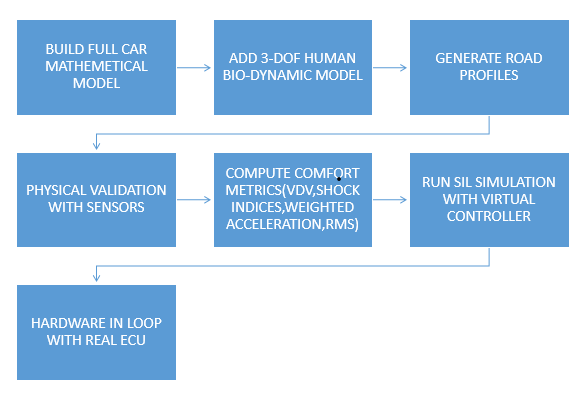 BUILD FULL CAR
MATHEMETICAL
MODEL
ADD 3-DOF HUMAN
BIO-DYNAMIC MODEL
GENERATE ROAD
PROFILES
PHYSICAL VALIDATION
WITH SENSORS
COMPUTE COMFORT
METRICS(VDV,SHOCK
INDICES,WEIGHTED
ACCELERATION,RMS)
RUN SIL SIMULATION
WITH VIRTUAL
CONTROLLER
HARDWARE IN LOOP
WITH REAL ECU